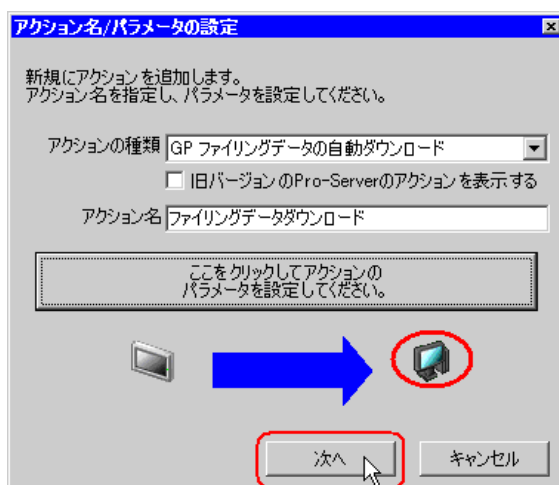 アクション名/パラメータの設定
新規にアクションを追加します。
アクション名を指定し、パラメータを設定してください。
アクションの種類 GP ファイリングデータの自動ダウンロード
旧バージョンのPro-Serverのアクションを表示する
アクション名 ファイリングデータダウンロード
ここをクリックしてアクションの
パラメータを設定してください。
次へ キャンセル